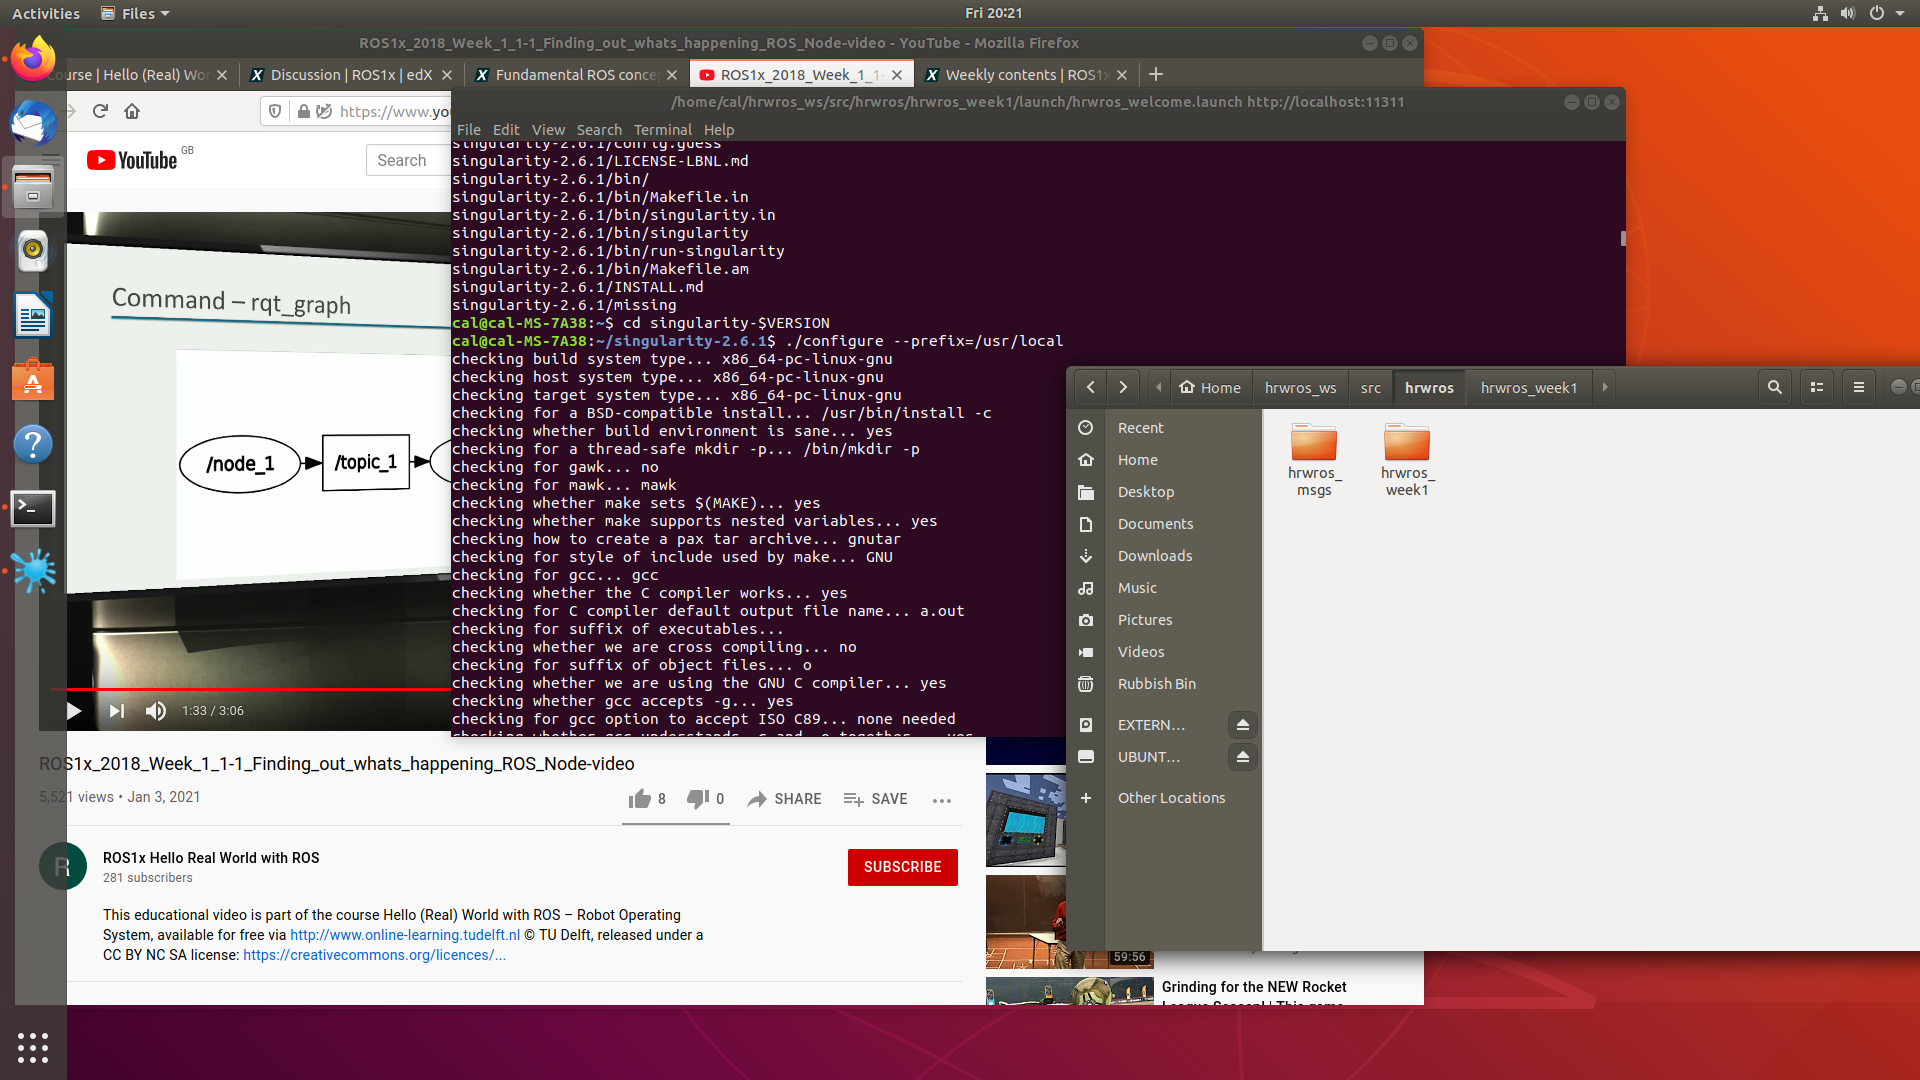 Activities
Files
Fri 20:21
ROS1x_2018_Week_1_1-1_Finding_out_whats_happening_ROS_Node-video - YouTube - Mozilla Firefox
course | Hello (Real) Wor
Discussion | ROS1x | edX
Fundamental ROS conce
ROS1x_2018_Week_1_1-
Weekly contents | ROS1x
https://www.yo
/home/cal/hrwros_ws/src/hrwros/hrwros_week1/launch/hrwros_welcome.launch http://localhost:11311
File Edit View Search Terminal Help
YouTube GB
Search
singularity-2.6.1/config.guess
singularity-2.6.1/LICENSE-LBNL.md
singularity-2.6.1/bin/
singularity-2.6.1/bin/Makefile.in
singularity-2.6.1/bin/singularity.in
singularity-2.6.1/bin/singularity
singularity-2.6.1/bin/run-singularity
singularity-2.6.1/bin/Makefile.am
singularity-2.6.1/INSTALL.md
singularity-2.6.1/missing
cal@cal-MS-7A38:~$ cd singularity-$VERSION
cal@cal-MS-7A38:~/singularity-2.6.1$ ./configure --prefix=/usr/local
checking build system type... x86_64-pc-linux-gnu
checking host system type... x86_64-pc-linux-gnu
checking target system type... x86_64-pc-linux-gnu
checking for a BSD-compatible install... /usr/bin/install -c
checking whether build environment is sane... yes
checking for a thread-safe mkdir -p... /bin/mkdir -p
checking for gawk... no
checking for mawk... mawk
checking whether make sets $(MAKE)... yes
checking whether make supports nested variables... yes
checking how to create a pax tar archive... gnutar
checking for style of include used by make... GNU
checking for gcc... gcc
checking whether the C compiler works... yes
checking for C compiler default output file name... a.out
checking for suffix of executables...
checking whether we are cross compiling... no
checking for suffix of object files... o
checking whether we are using the GNU C compiler... yes
checking whether gcc accepts -g... yes
checking for gcc option to accept ISO C89... none needed
checking whether gcc understands -c and -o together... yes
Command – rqt_graph
/node_1
/topic_1
1:33 / 3:06
Home
hrwros_ws
src
hrwros
hrwros_week1
Recent
Home
Desktop
Documents
Downloads
Music
Pictures
Videos
Rubbish Bin
EXTERN…
UBUNT…
Other Locations
hrwros_
msgs
hrwros_
week1
ROS1x_2018_Week_1_1-1_Finding_out_whats_happening_ROS_Node-video
5,521 views • Jan 3, 2021
8
0
SHARE
SAVE
R
ROS1x Hello Real World with ROS
281 subscribers
SUBSCRIBE
This educational video is part of the course Hello (Real) World with ROS – Robot Operating
System, available for free via http://www.online-learning.tudelft.nl © TU Delft, released under a
CC BY NC SA license: https://creativecommons.org/licences/...
59:56
Grinding for the NEW Rocket
League Season! | This game